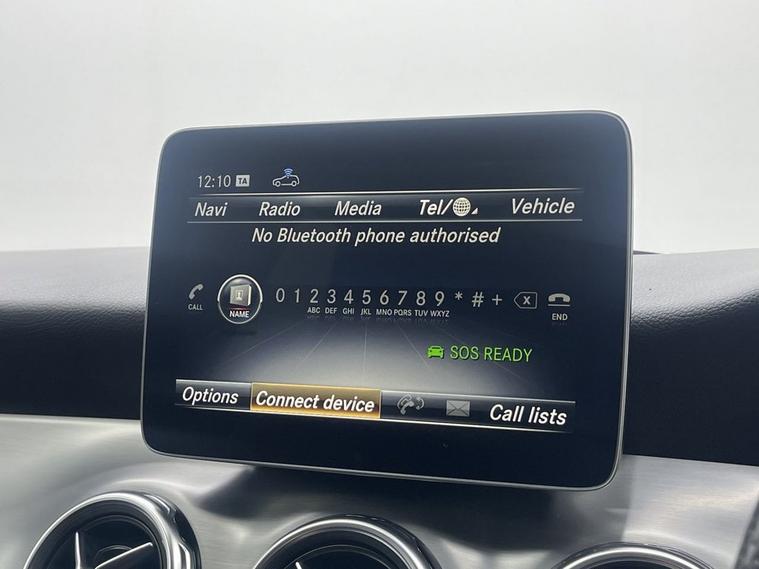 12:10 TA
Navi Radio Media Tel/ Vehicle
No Bluetooth phone authorised
CALL NAME 0 1 2 3 4 5 6 7 8 9 * # + X END
ABC DEF GHI JKL MNO PQRS TUV WXYZ
SOS READY
Options Connect device Call lists